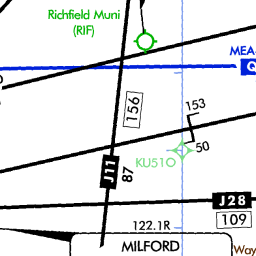 Richfield Muni
(RIF)
MEA-
Q
156
153
50
KU51O
J11
87
J28
109
122.1R
MILFORD
Way